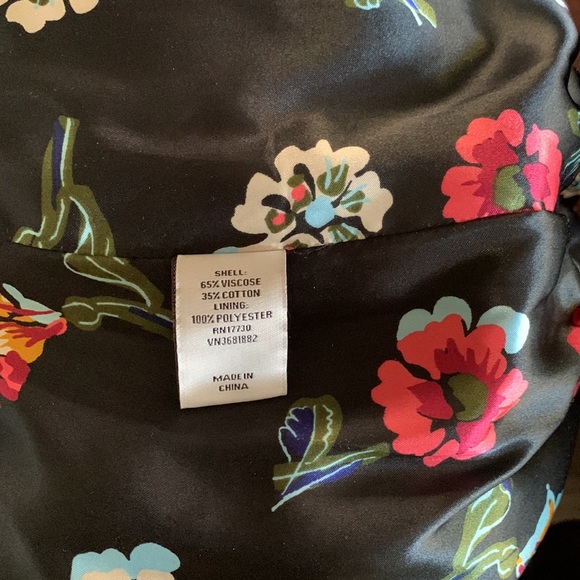 SHELL:
65% VISCOSE
35% COTTON
LINING:
100% POLYESTER
RN17730
VN3681882
MADE IN
CHINA